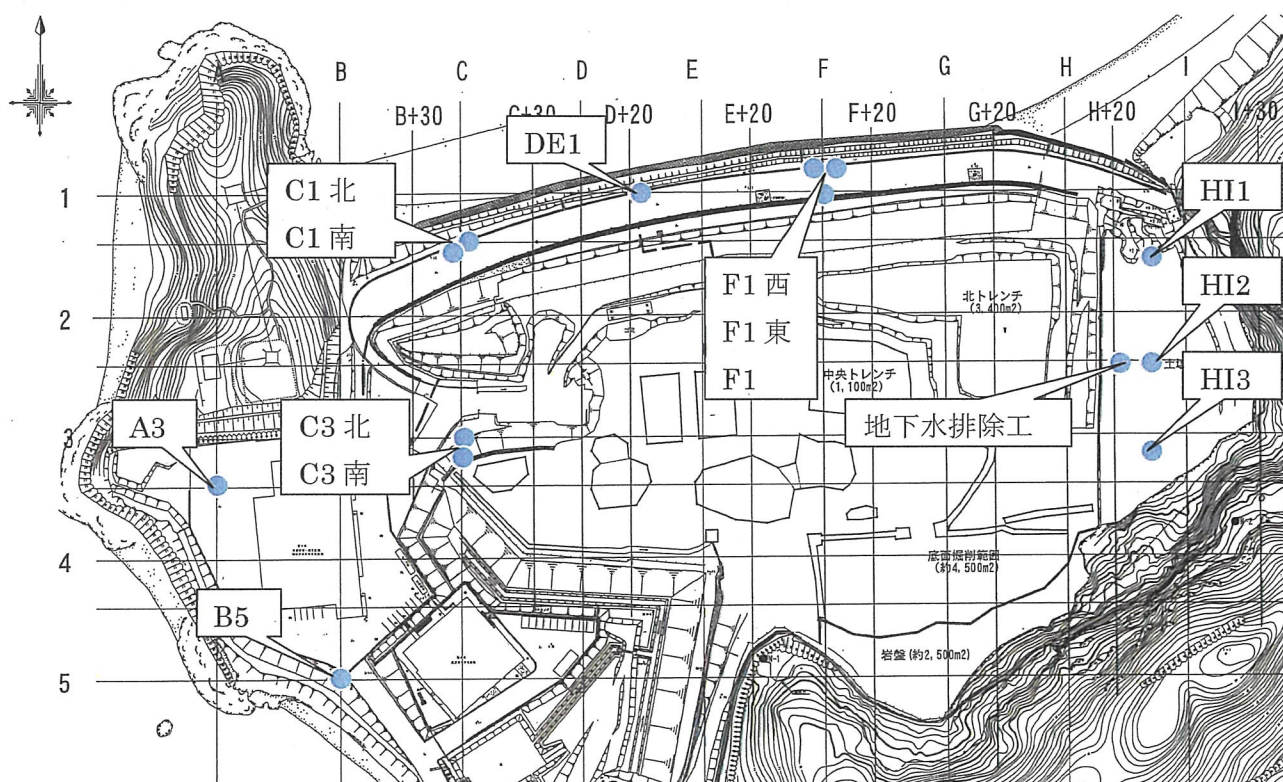 B
C
D
E
F
G
H
I
B+30
C+30
D+20
E+20
F+20
G+20
H+20
I+30
DE1
1
C1 北
C1 南
HI1
F1 西
F1 東
F1
北トレンチ
(3,400m2)
HI2
2
中央トレンチ
(1,100m2)
HI3
A3
3
C3 北
C3 南
地下水排除工
4
底面掘削範囲
(約4,500m2)
B5
岩盤(約2,500m2)
5